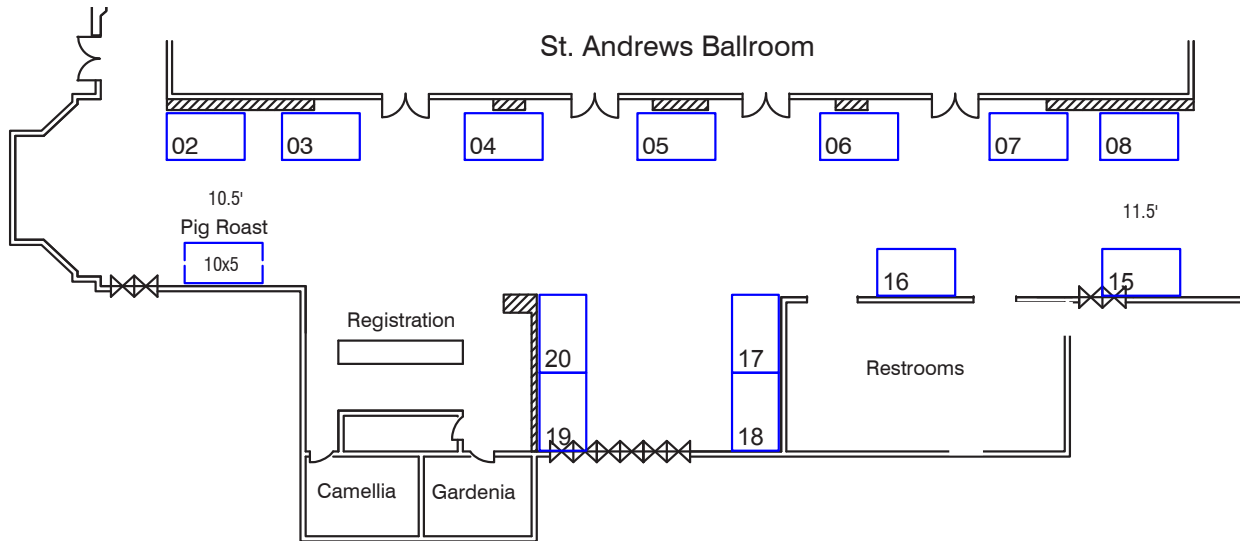 St. Andrews Ballroom
02
03
04
05
06
07
08
10.5'
11.5'
Pig Roast
10x5
16
15
Registration
20
17
Restrooms
19
18
Camellia
Gardenia